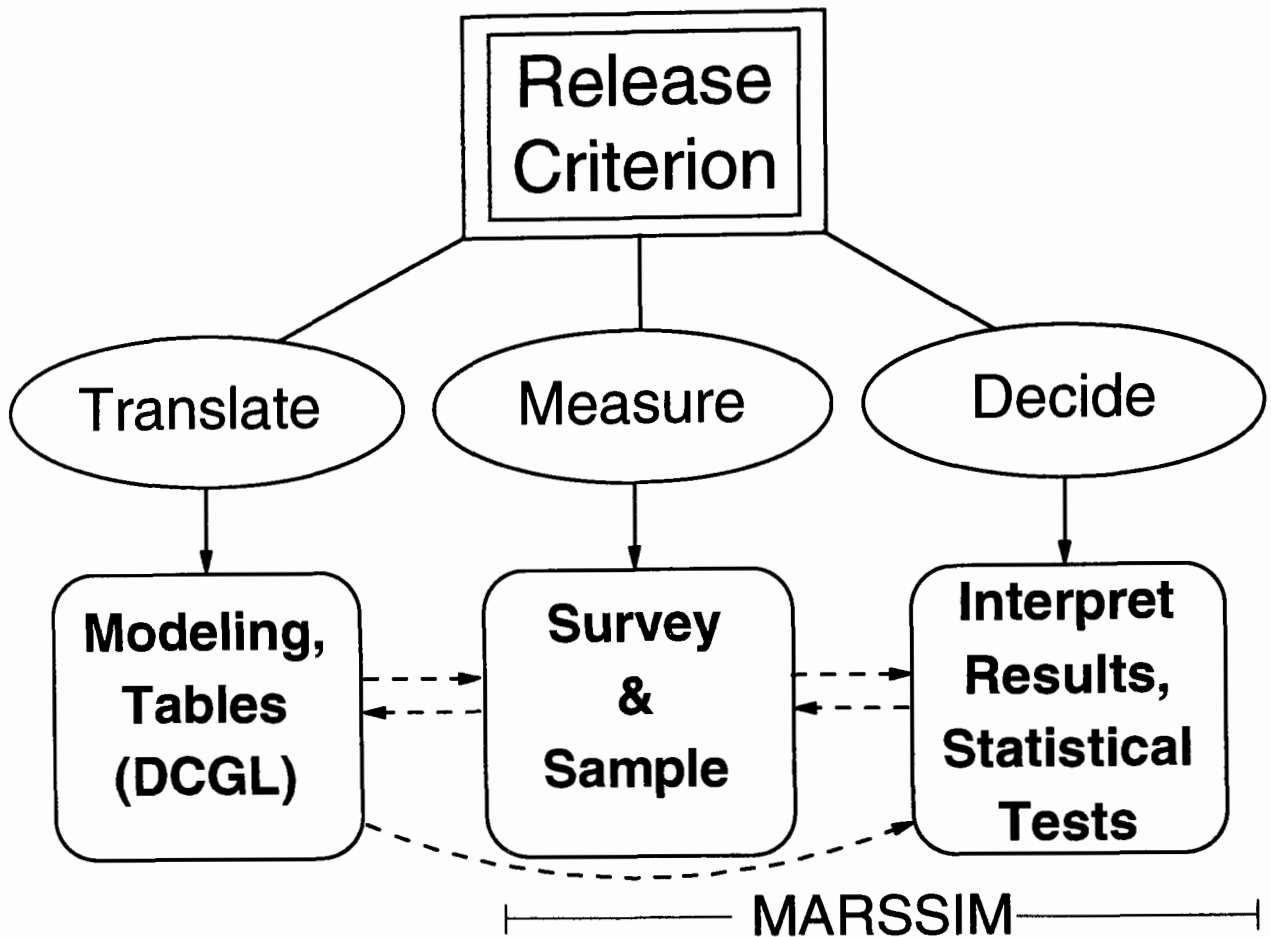 Release
Criterion
Translate
Measure
Decide
Modeling,
Tables
(DCGL)
Survey
&
Sample
Interpret
Results,
Statistical
Tests
MARSSIM